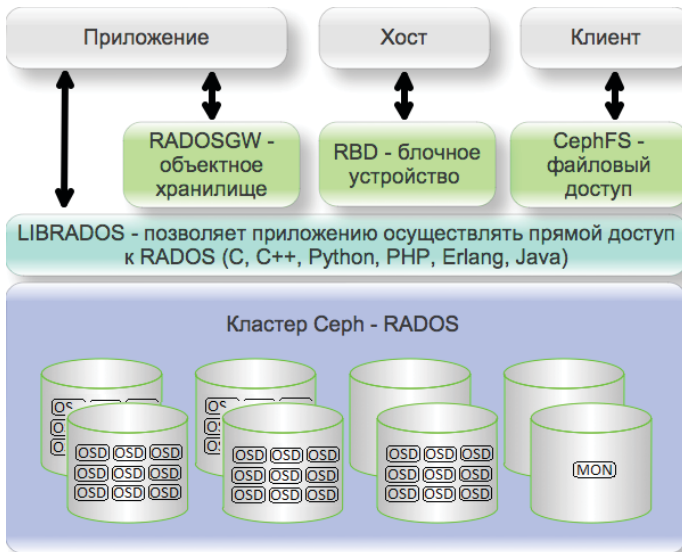 Приложение
Хост
Клиент
RADOSGW -
объектное
хранилище
RBD - блочное
устройство
CephFS -
файловый
доступ
LIBRADOS - позволяет приложению осуществлять прямой доступ
к RADOS (C, C++, Python, PHP, Erlang, Java)
Кластер Ceph - RADOS
OSD OSD OSD
OSD OSD OSD
OSD OSD OSD
OSD OSD OSD
OSD OSD OSD
OSD OSD OSD
OSD OSD OSD
OSD OSD OSD
OSD OSD OSD
MON